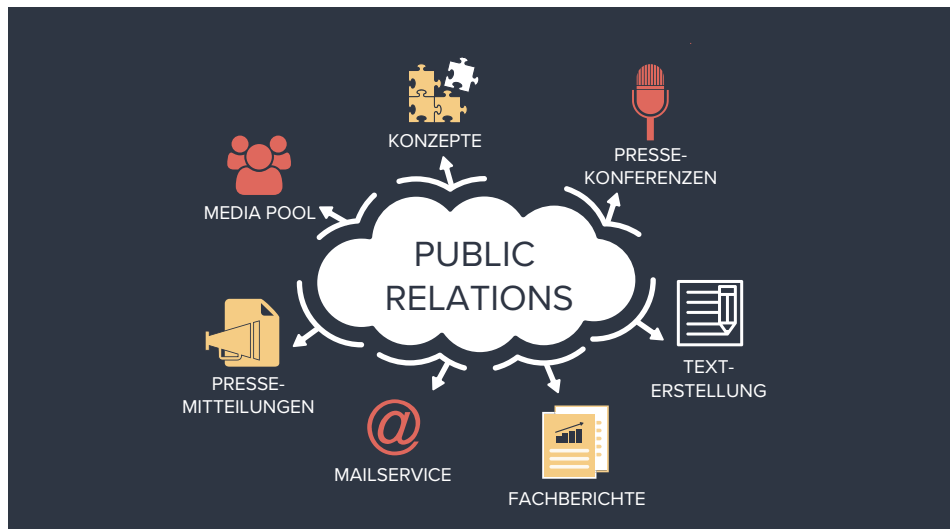 KONZEPTE
PRESSE-
KONFERENZEN
MEDIA POOL
PUBLIC
RELATIONS
TEXT-
ERSTELLUNG
PRESSE-
MITTEILUNGEN
@
MAILSERVICE
FACHBERICHTE